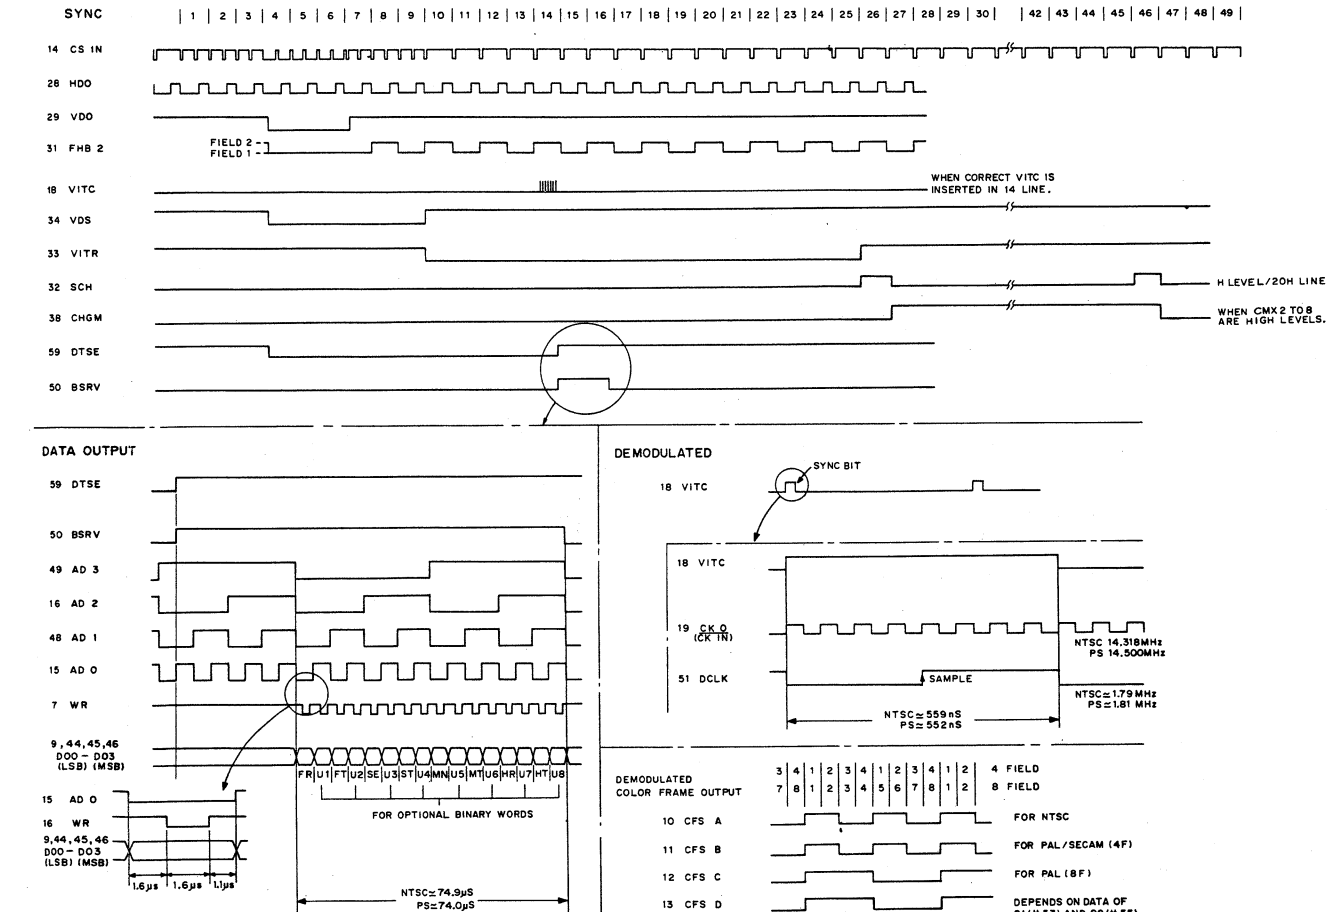 SYNC | 1 | 2 | 3 | 4 | 5 | 6 | 7 | 8 | 9 | 10 | 11 | 12 | 13 | 14 | 15 | 16 | 17 | 18 | 19 | 20 | 21 | 22 | 23 | 24 | 25 | 26 | 27 | 28 | 29 | 30 | | 42 | 43 | 44 | 45 | 46 | 47 | 48 | 49 |
14 CS IN
28 HDO
29 VDO
31 FHB 2
FIELD 2
FIELD 1
18 VITC
WHEN CORRECT VITC IS
INSERTED IN 14 LINE.
34 VDS
33 VITR
32 SCH
H LEVEL/20H LINE
38 CHGM
WHEN CMX 2 TO 8
ARE HIGH LEVELS.
59 DTSE
50 BSRV
DATA OUTPUT
59 DTSE
50 BSRV
49 AD 3
16 AD 2
48 AD 1
15 AD 0
7 WR
9,44,45,46
D00 - D03
(LSB) (MSB)
FR|U1|FT|U2|SE|U3|ST|U4|MN|U5|MT|U6|HR|U7|HT|U8
FOR OPTIONAL BINARY WORDS
15 AD 0
16 WR
9,44,45,46
D00 - D03
(LSB) (MSB)
1.6µs 1.6µs 1.1µs
NTSC≃74.9µS
PS≃74.0µS
DEMODULATED
18 VITC
SYNC BIT
18 VITC
19 CK O
(CK IN)
NTSC 14.318MHz
PS 14.500MHz
51 DCLK
SAMPLE
NTSC≃1.79 MHz
PS≃1.81 MHz
NTSC≃559nS
PS≃552nS
DEMODULATED
COLOR FRAME OUTPUT
3 | 4 | 1 | 2 | 3 | 4 | 1 | 2 | 3 | 4 | 1 | 2 | 4 FIELD
7 | 8 | 1 | 2 | 3 | 4 | 5 | 6 | 7 | 8 | 1 | 2 | 8 FIELD
10 CFS A
FOR NTSC
11 CFS B
FOR PAL/SECAM (4F)
12 CFS C
FOR PAL (8F)
13 CFS D
DEPENDS ON DATA OF